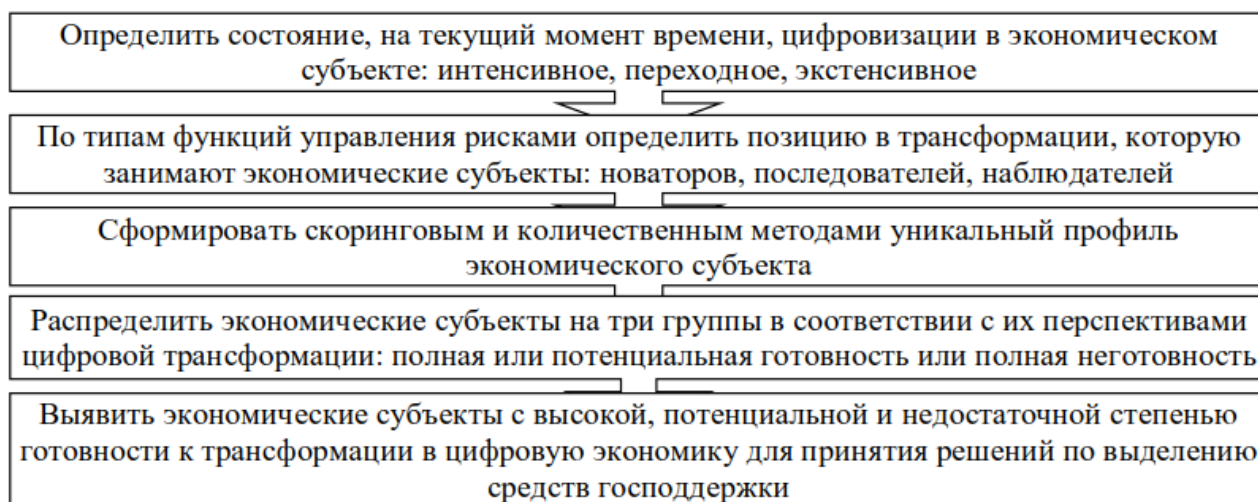 Определить состояние, на текущий момент времени, цифровизации в экономическом
субъекте: интенсивное, переходное, экстенсивное
По типам функций управления рисками определить позицию в трансформации, которую
занимают экономические субъекты: новаторов, последователей, наблюдателей
Сформировать скоринговым и количественным методами уникальный профиль
экономического субъекта
Распределить экономические субъекты на три группы в соответствии с их перспективами
цифровой трансформации: полная или потенциальная готовность или полная неготовность
Выявить экономические субъекты с высокой, потенциальной и недостаточной степенью
готовности к трансформации в цифровую экономику для принятия решений по выделению
средств господдержки